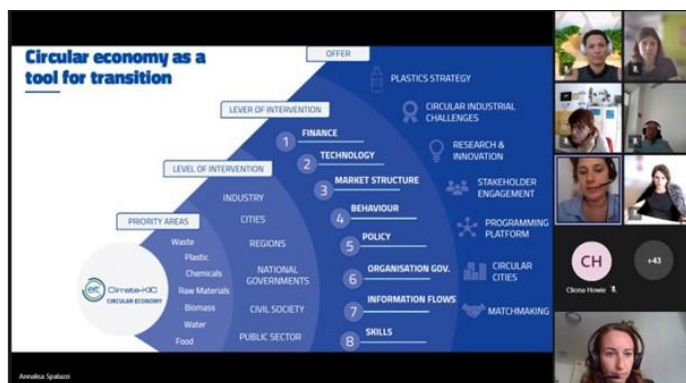 Circular economy as a
tool for transition
OFFER
PLASTICS STRATEGY
CIRCULAR INDUSTRIAL
CHALLENGES
RESEARCH &
INNOVATION
STAKEHOLDER
ENGAGEMENT
PROGRAMMING
PLATFORM
CIRCULAR
CITIES
MATCHMAKING
LEVER OF INTERVENTION
1 FINANCE
2 TECHNOLOGY
3 MARKET STRUCTURE
4 BEHAVIOUR
5 POLICY
6 ORGANISATION GOV.
7 INFORMATION FLOWS
8 SKILLS
LEVEL OF INTERVENTION
INDUSTRY
CITIES
REGIONS
NATIONAL
GOVERNMENTS
CIVIL SOCIETY
PUBLIC SECTOR
PRIORITY AREAS
Waste
Plastic
Chemicals
Raw Materials
Biomass
Water
Food
eit Climate-KIC
CIRCULAR ECONOMY
CH
Cliona Howie
+43
Annalisa Spalazzi